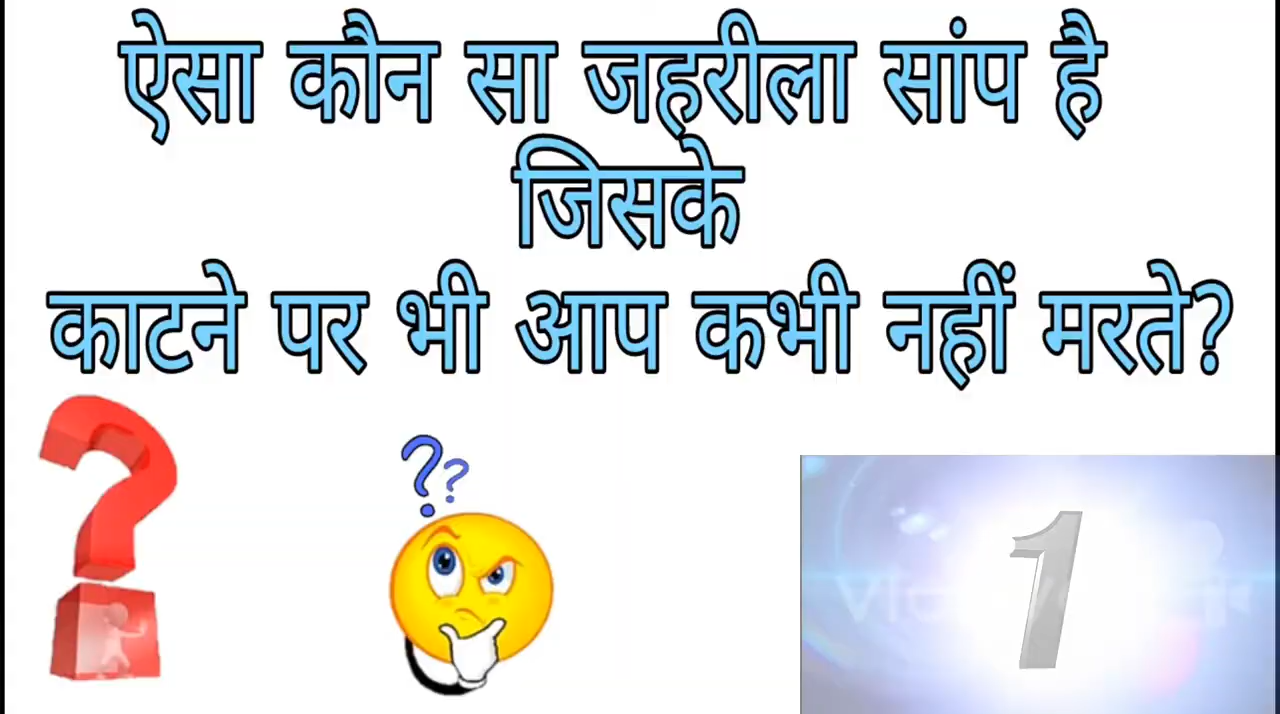 ऐसा कौन सा जहरीला सांप है
जिसके
काटने पर भी आप कभी नहीं मरते?
??
1